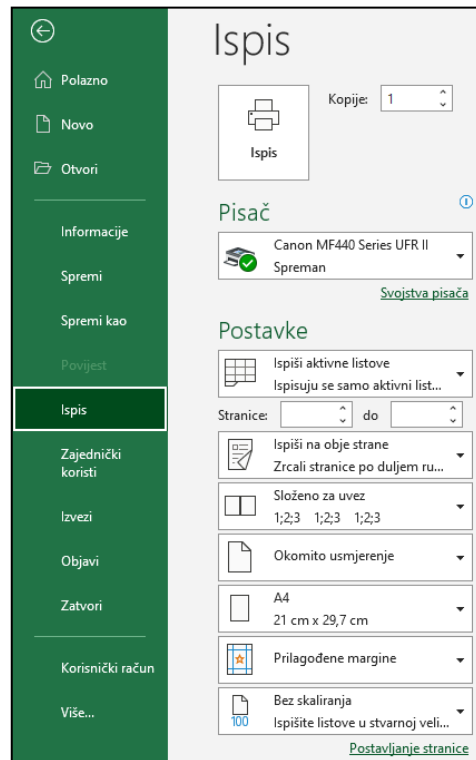 Polazno
Novo
Otvori
Informacije
Spremi
Spremi kao
Povijest
Ispis
Zajednički
koristi
Izvezi
Objavi
Zatvori
Korisnički račun
Više...
Ispis
Kopije: 1
Ispis
Pisač
Canon MF440 Series UFR II
Spreman
Svojstva pisača
Postavke
Ispiši aktivne listove
Ispisuju se samo aktivni list...
Stranice: do
Ispiši na obje strane
Zrcali stranice po duljem ru...
Složeno za uvez
1;2;3 1;2;3 1;2;3
Okomito usmjerenje
A4
21 cm x 29,7 cm
Prilagođene margine
Bez skaliranja
100
Ispišite listove u stvarnoj veli...
Postavljanje stranice